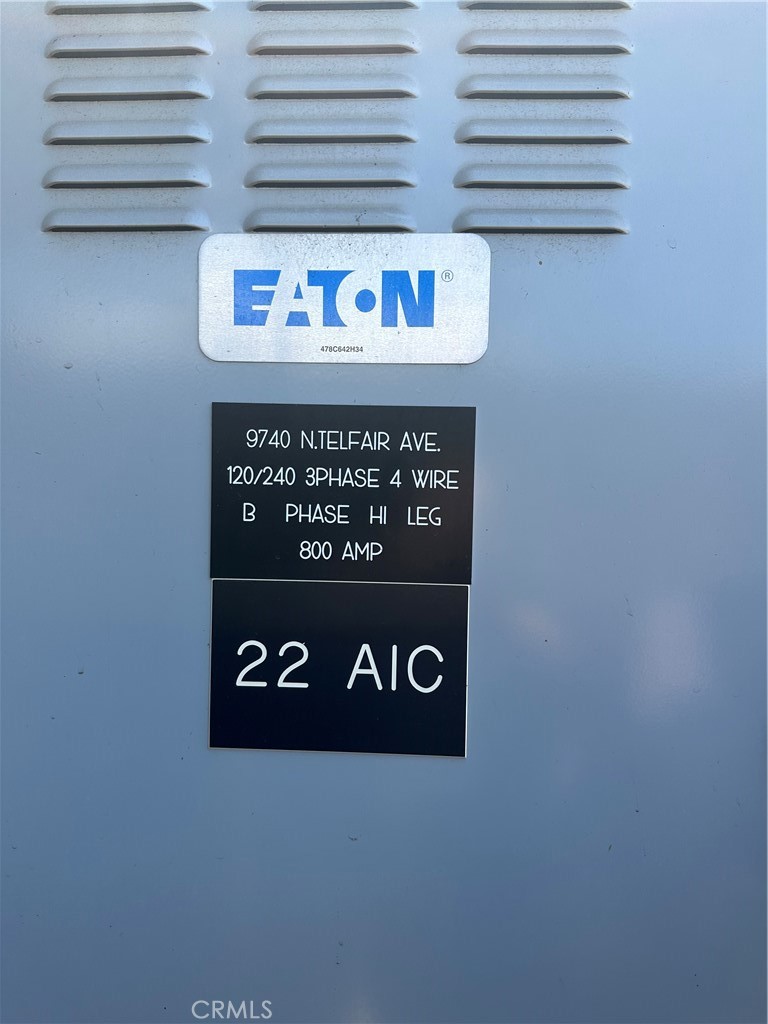 EATON®
478C642H34
9740 N.TELFAIR AVE.
120/240 3PHASE 4 WIRE
B PHASE HI LEG
800 AMP
22 AIC
CRMLS